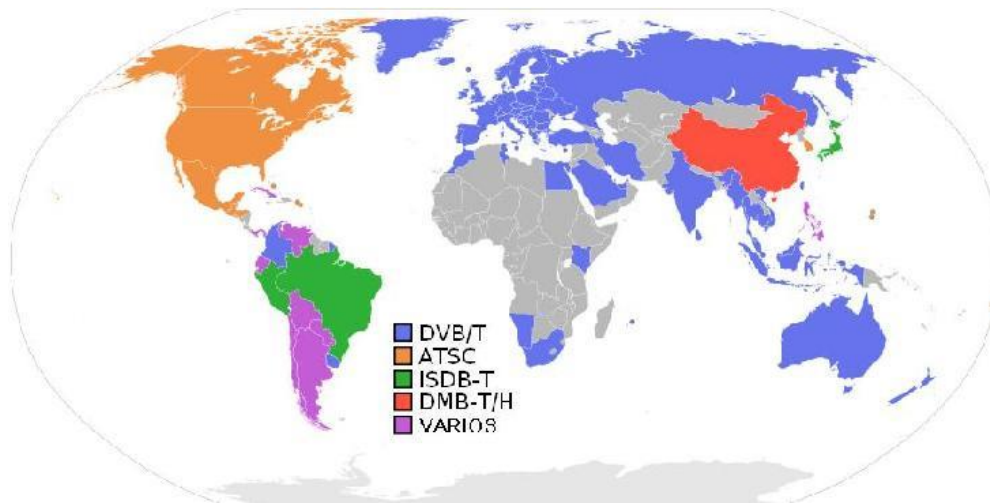 DVB/T
ATSC
ISDB-T
DMB-T/H
VARIOS